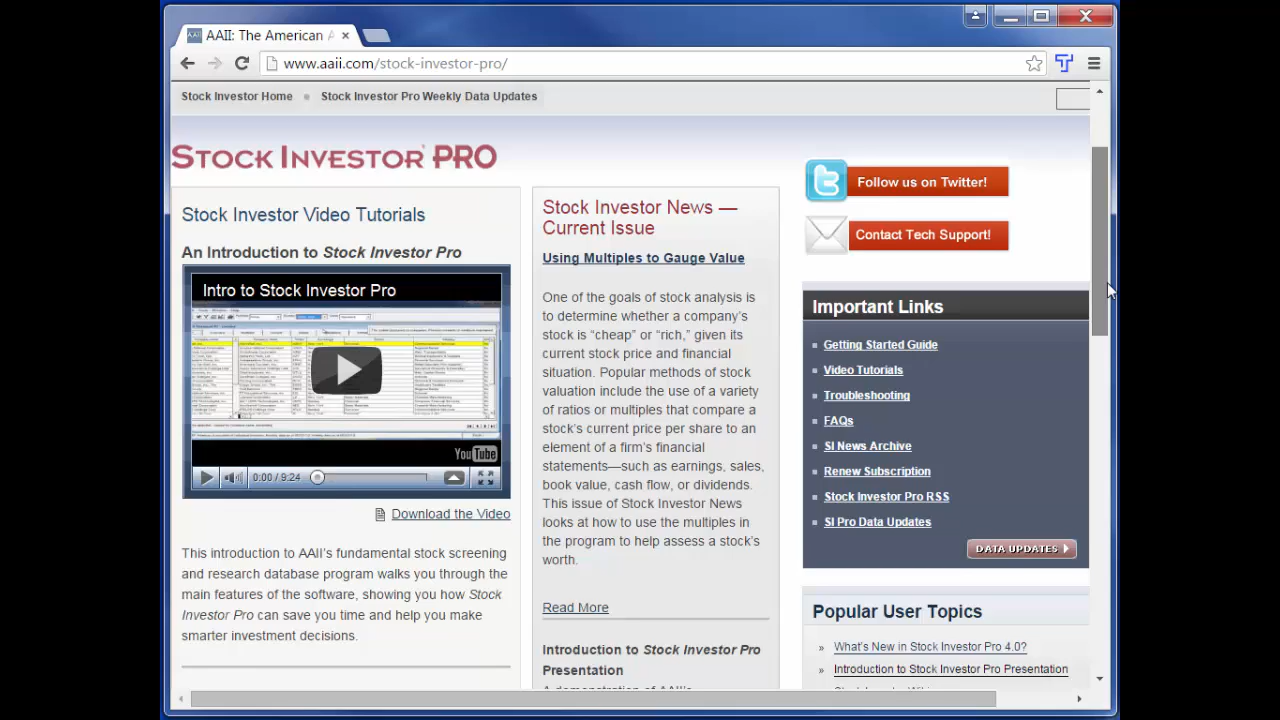 AAII: The American A
www.aaii.com/stock-investor-pro/
Stock Investor Home
Stock Investor Pro Weekly Data Updates
STOCK INVESTOR PRO
Stock Investor Video Tutorials
An Introduction to Stock Investor Pro
Intro to Stock Investor Pro
YouTube
0:00 / 9:24
Download the Video
This introduction to AAII's fundamental stock screening
and research database program walks you through the
main features of the software, showing you how Stock
Investor Pro can save you time and help you make
smarter investment decisions.
Stock Investor News —
Current Issue
Using Multiples to Gauge Value
One of the goals of stock analysis is
to determine whether a company's
stock is “cheap” or “rich,” given its
current stock price and financial
situation. Popular methods of stock
valuation include the use of a variety
of ratios or multiples that compare a
stock's current price per share to an
element of a firm's financial
statements—such as earnings, sales,
book value, cash flow, or dividends.
This issue of Stock Investor News
looks at how to use the multiples in
the program to help assess a stock's
worth.
Read More
Introduction to Stock Investor Pro
Presentation
Follow us on Twitter!
Contact Tech Support!
Important Links
Getting Started Guide
Video Tutorials
Troubleshooting
FAQs
SI News Archive
Renew Subscription
Stock Investor Pro RSS
SI Pro Data Updates
DATA UPDATES
Popular User Topics
» What's New in Stock Investor Pro 4.0?
» Introduction to Stock Investor Pro Presentation